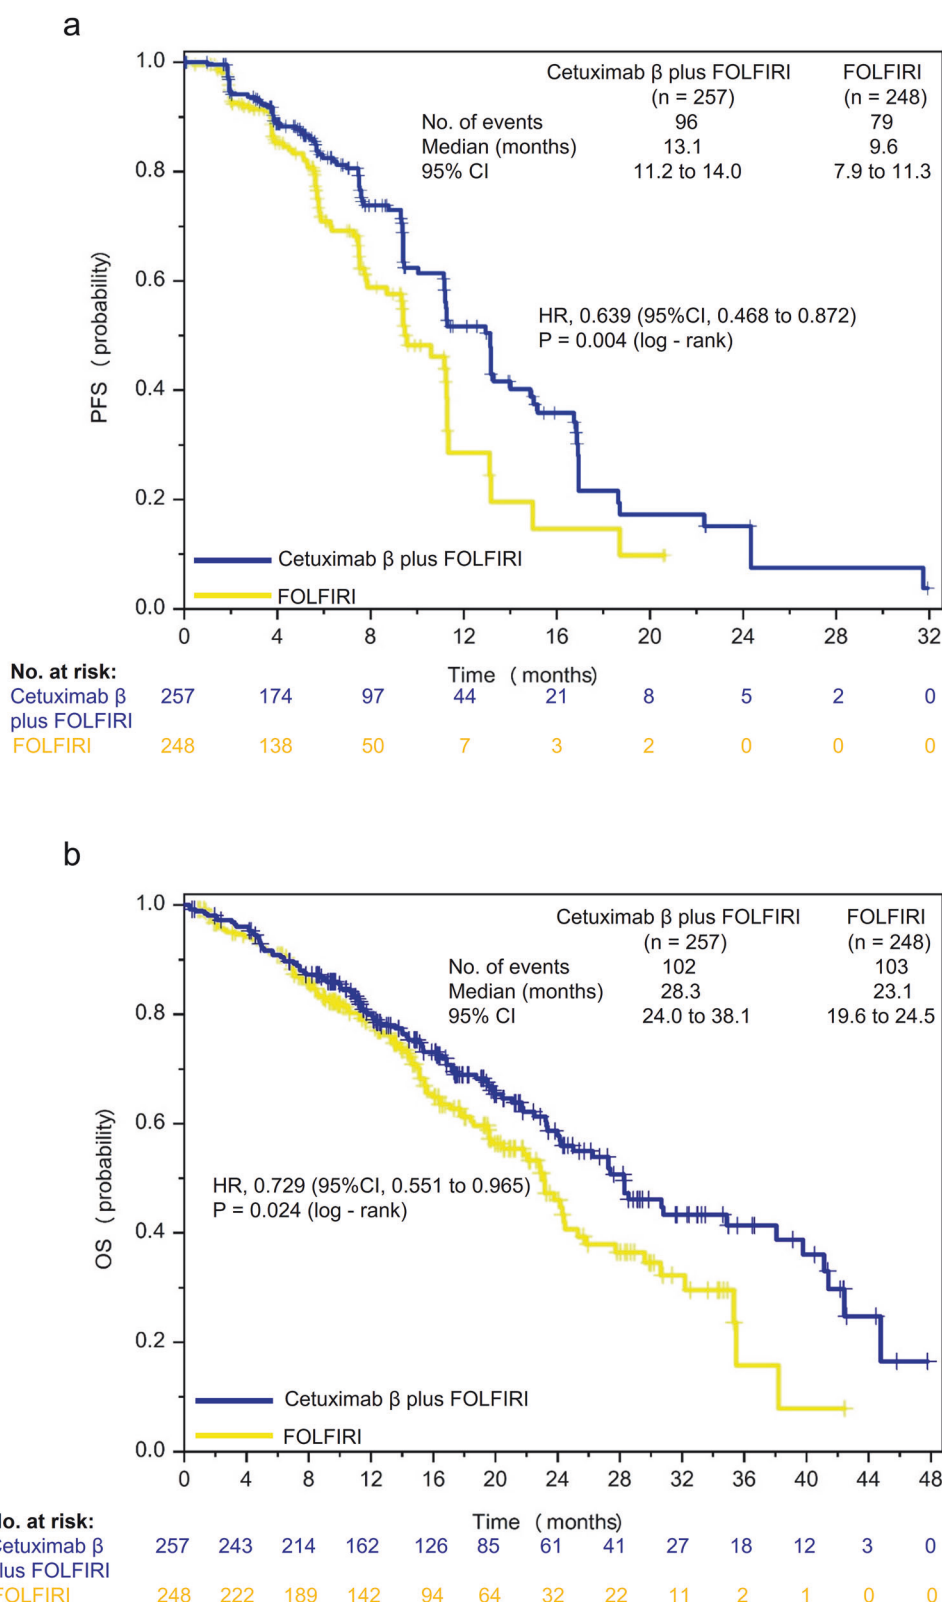 a
Cetuximab β plus FOLFIRI FOLFIRI
(n = 257) (n = 248)
No. of events 96 79
Median (months) 13.1 9.6
95% CI 11.2 to 14.0 7.9 to 11.3
HR, 0.639 (95%CI, 0.468 to 0.872)
P = 0.004 (log - rank)
PFS (probability)
1.0
0.8
0.6
0.4
0.2
0.0
Cetuximab β plus FOLFIRI
FOLFIRI
0 4 8 12 16 20 24 28 32
Time (months)
No. at risk:
Cetuximab β 257 174 97 44 21 8 5 2 0
plus FOLFIRI
FOLFIRI 248 138 50 7 3 2 0 0 0
b
Cetuximab β plus FOLFIRI FOLFIRI
(n = 257) (n = 248)
No. of events 102 103
Median (months) 28.3 23.1
95% CI 24.0 to 38.1 19.6 to 24.5
HR, 0.729 (95%CI, 0.551 to 0.965)
P = 0.024 (log - rank)
OS (probability)
1.0
0.8
0.6
0.4
0.2
0.0
Cetuximab β plus FOLFIRI
FOLFIRI
0 4 8 12 16 20 24 28 32 36 40 44 48
Time (months)
No. at risk:
Cetuximab β 257 243 214 162 126 85 61 41 27 18 12 3 0
plus FOLFIRI
FOLFIRI 248 222 189 142 94 64 32 22 11 2 1 0 0